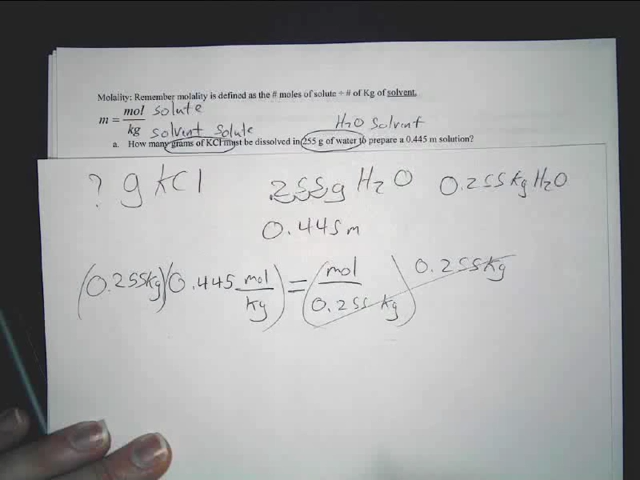 Molality: Remember molality is defined as the # moles of solute ÷ # of Kg of solvent.
m = mol solute
kg solvent solute H2O solvent
a. How many grams of KCl must be dissolved in 255 g of water to prepare a 0.445 m solution?
? g KCl 255g H2O 0.255 Kg H2O
0.445 m
(0.255kg)(0.445 mol/kg) = (mol/0.255 kg) 0.255kg